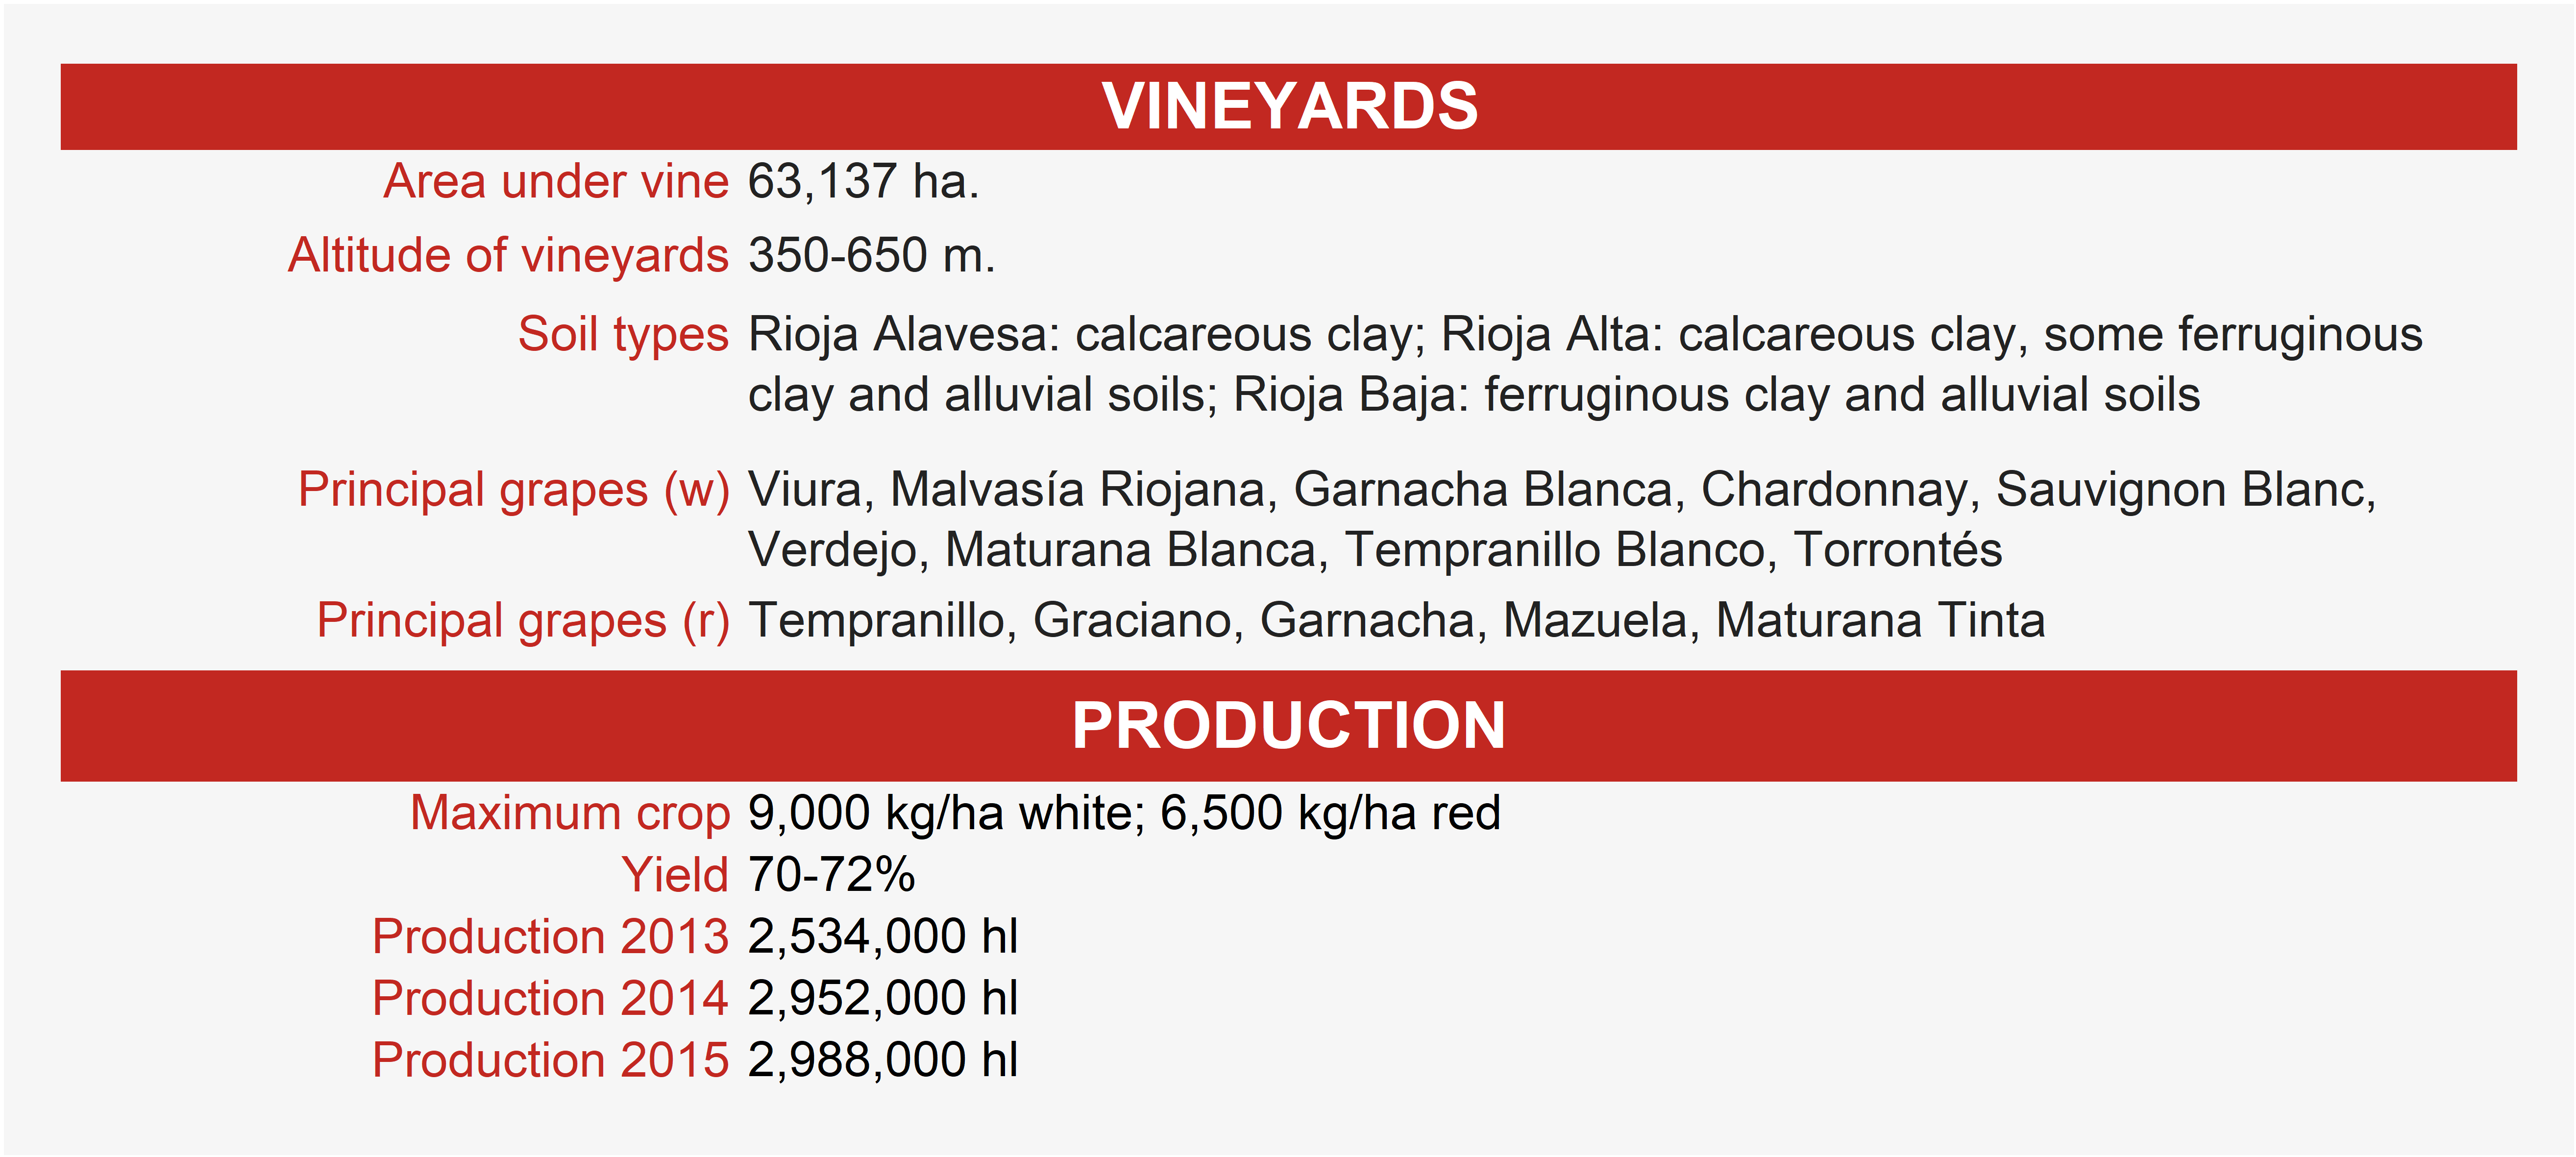 VINEYARDS
Area under vine 63,137 ha.
Altitude of vineyards 350-650 m.
Soil types Rioja Alavesa: calcareous clay; Rioja Alta: calcareous clay, some ferruginous
clay and alluvial soils; Rioja Baja: ferruginous clay and alluvial soils
Principal grapes (w) Viura, Malvasía Riojana, Garnacha Blanca, Chardonnay, Sauvignon Blanc,
Verdejo, Maturana Blanca, Tempranillo Blanco, Torrontés
Principal grapes (r) Tempranillo, Graciano, Garnacha, Mazuela, Maturana Tinta
PRODUCTION
Maximum crop 9,000 kg/ha white; 6,500 kg/ha red
Yield 70-72%
Production 2013 2,534,000 hl
Production 2014 2,952,000 hl
Production 2015 2,988,000 hl